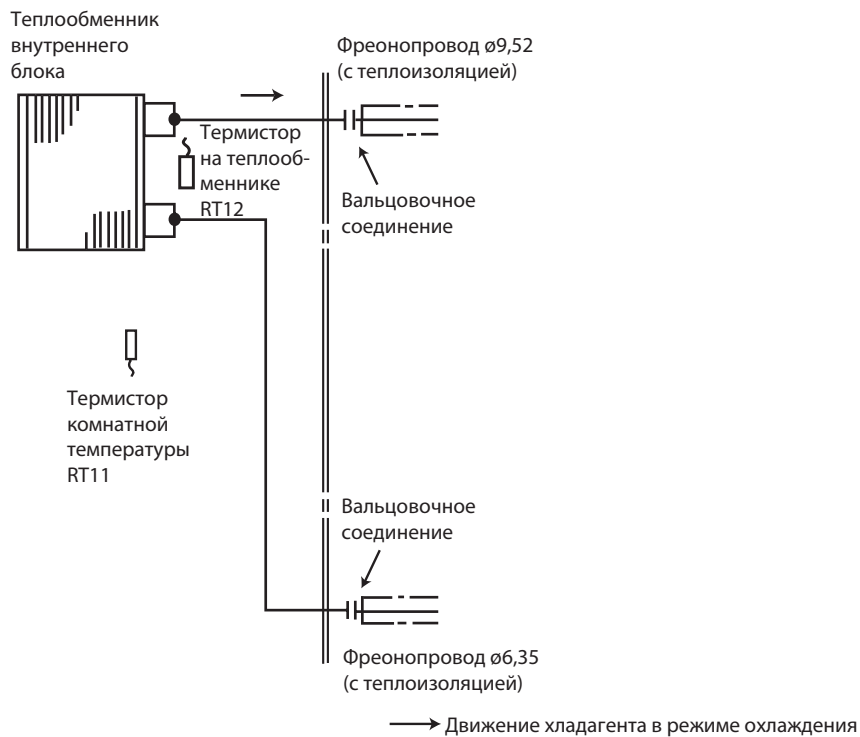 Теплообменник
внутреннего
блока
Фреонопровод ø9,52
(с теплоизоляцией)
Термистор
на теплооб-
меннике
RT12
Вальцовочное
соединение
Термистор
комнатной
температуры
RT11
Вальцовочное
соединение
Фреонопровод ø6,35
(с теплоизоляцией)
Движение хладагента в режиме охлаждения